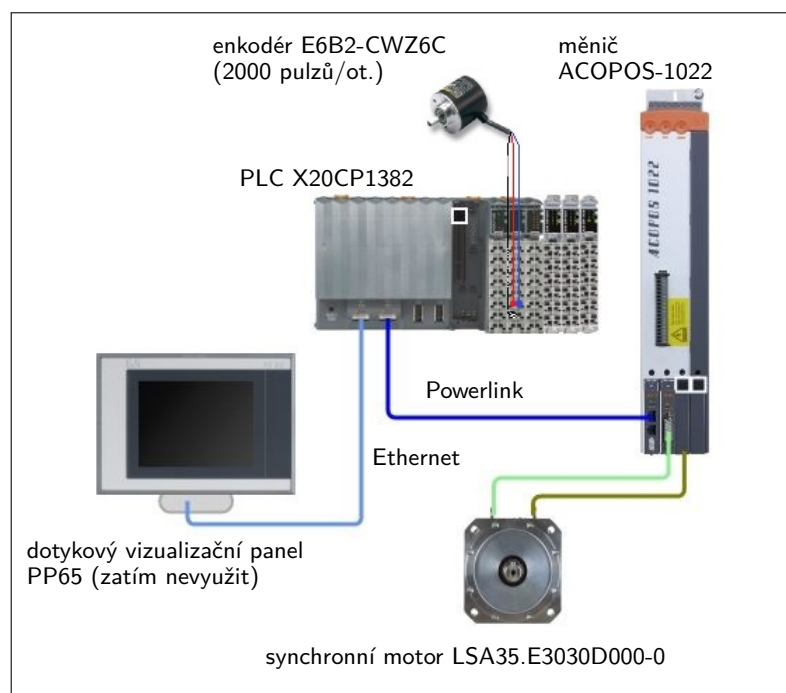 enkodér E6B2-CWZ6C
(2000 pulzů/ot.)
měnič
ACOPOS-1022
PLC X20CP1382
ACOPOS 1022
Powerlink
Ethernet
dotykový vizualizační panel
PP65 (zatím nevyužit)
synchronní motor LSA35.E3030D000-0